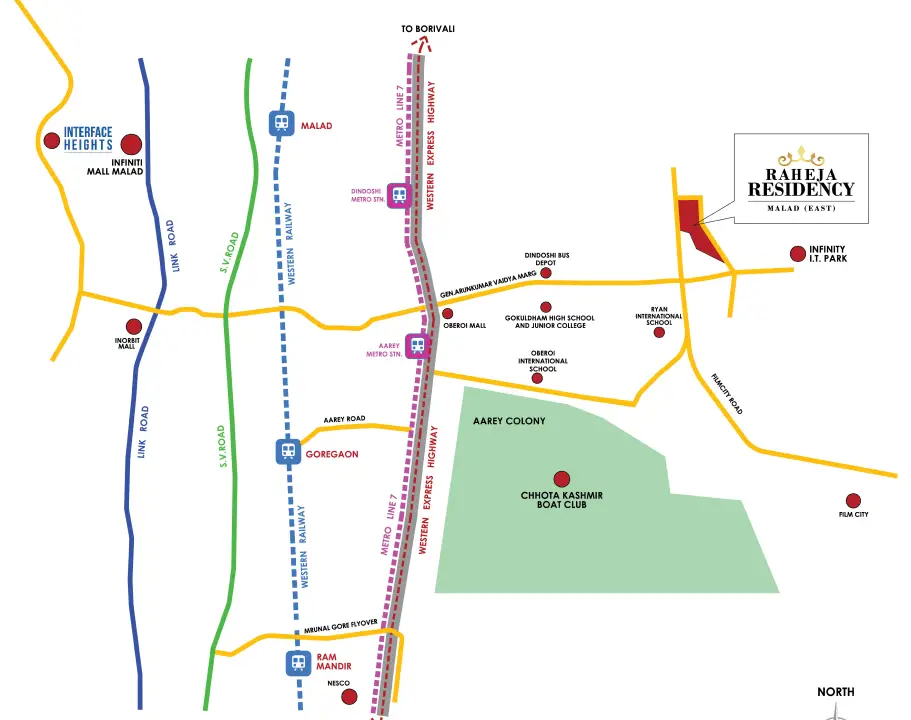 TO BORIVALI
METRO LINE 7
WESTERN EXPRESS HIGHWAY
MALAD
INTERFACE
HEIGHTS
INFINITI
MALL MALAD
RAHEJA
RESIDENCY
MALAD (EAST)
DINDOSHI
METRO STN.
LINK ROAD
S.V.ROAD
WESTERN RAILWAY
INFINITY
I.T. PARK
DINDOSHI BUS
DEPOT
GEN.ARUNKUMAR VAIDYA MARG
OBEROI MALL
GOKULDHAM HIGH SCHOOL
AND JUNIOR COLLEGE
RYAN
INTERNATIONAL
SCHOOL
INORBIT
MALL
AAREY
METRO STN.
OBEROI
INTERNATIONAL
SCHOOL
FILMCITY ROAD
LINK ROAD
S.V.ROAD
AAREY ROAD
GOREGAON
AAREY COLONY
WESTERN EXPRESS HIGHWAY
CHHOTA KASHMIR
BOAT CLUB
FILM CITY
METRO LINE 7
WESTERN RAILWAY
MRUNAL GORE FLYOVER
RAM
MANDIR
NESCO
NORTH